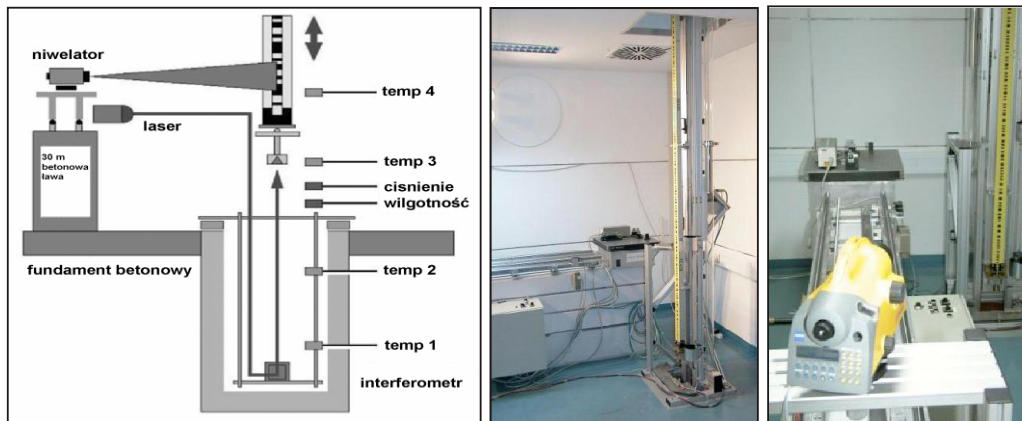 niwelator
temp 4
laser
30 m
betonowa
ława
temp 3
cisnienie
wilgotność
fundament betonowy
temp 2
temp 1
interferometr